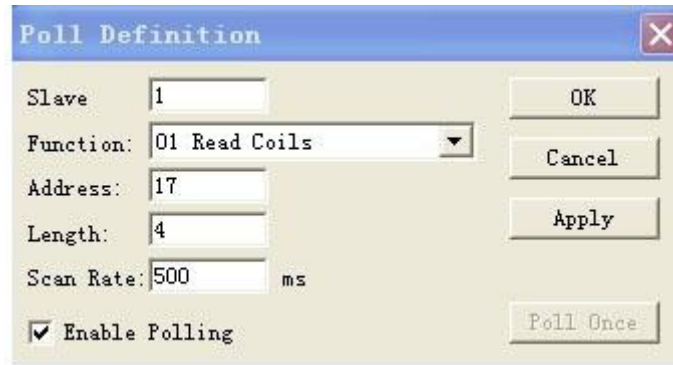 Poll Definition
Slave 1
OK
Function: 01 Read Coils
Cancel
Address: 17
Length: 4
Apply
Scan Rate: 500 ms
Enable Polling
Poll Once